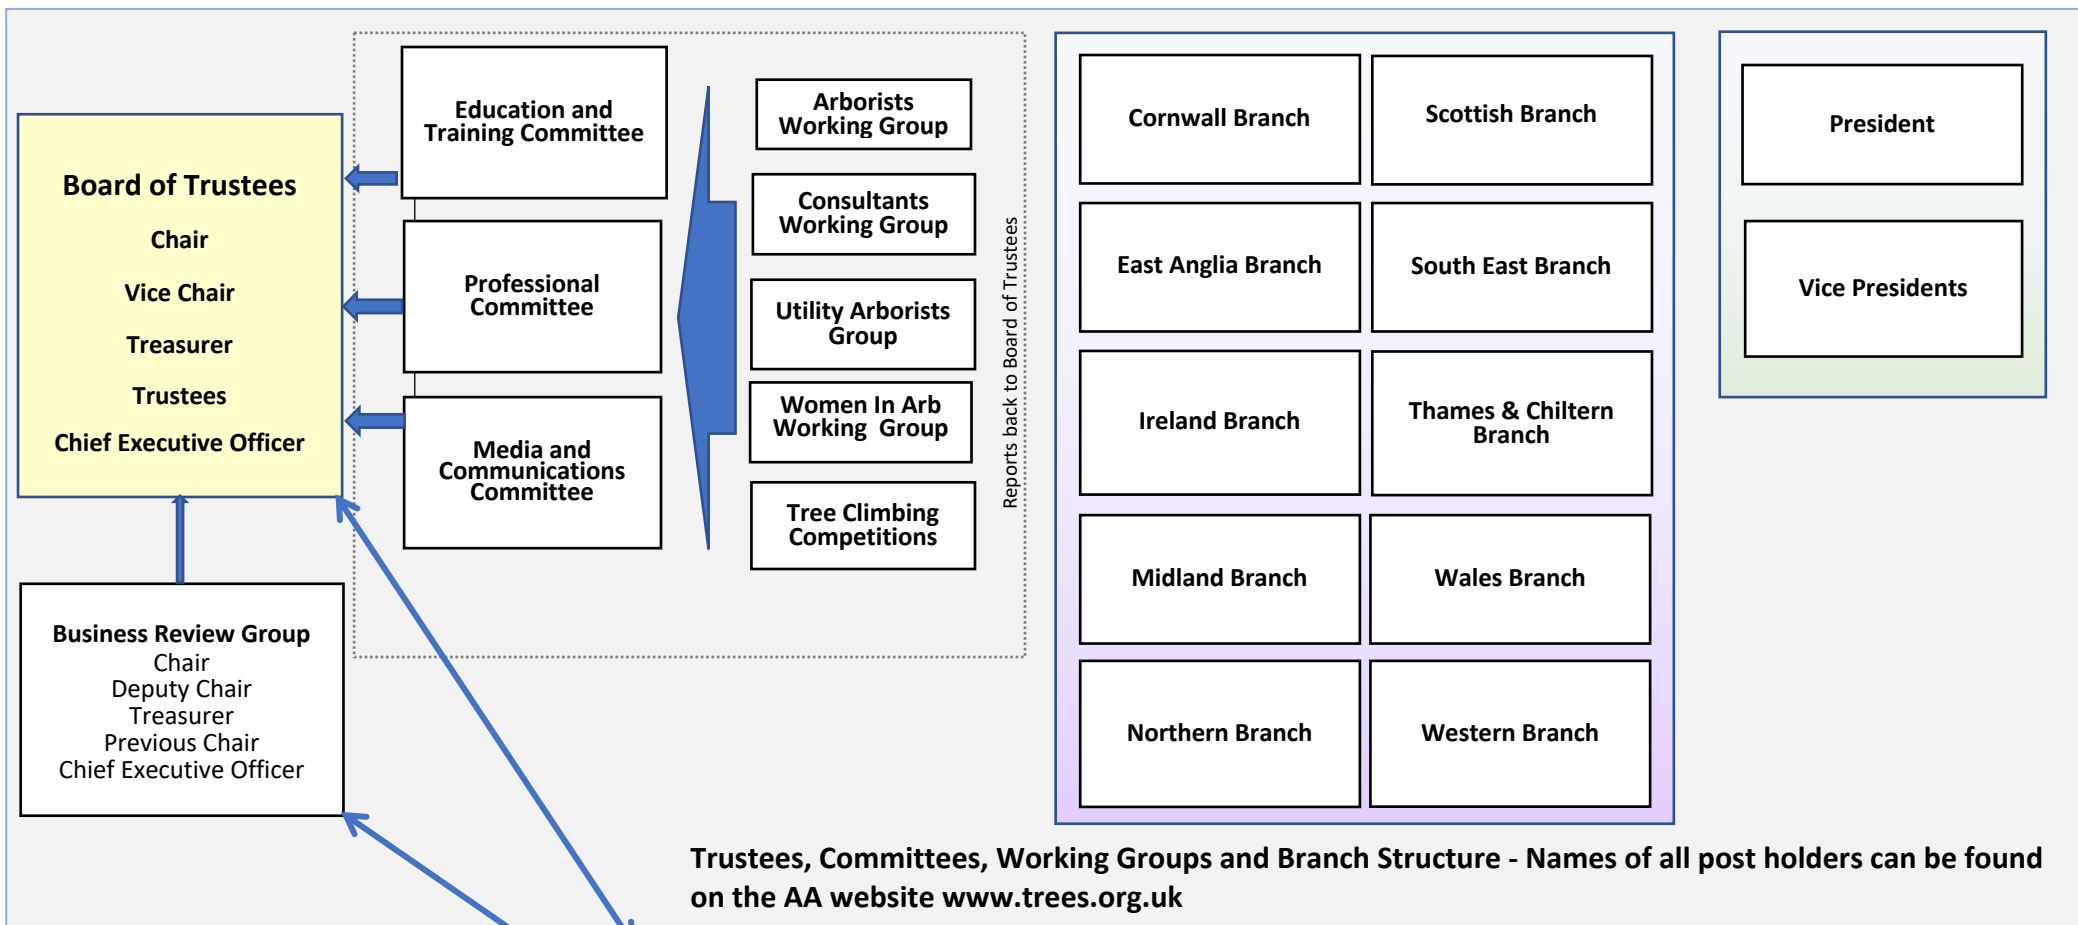 Board of Trustees
Chair
Vice Chair
Treasurer
Trustees
Chief Executive Officer
Business Review Group
Chair
Deputy Chair
Treasurer
Previous Chair
Chief Executive Officer
Education and
Training Committee
Professional
Committee
Media and
Communications
Committee
Arborists
Working Group
Consultants
Working Group
Utility Arborists
Group
Women In Arb
Working  Group
Tree Climbing
Competitions
Reports back to Board of Trustees
Cornwall Branch
Scottish Branch
East Anglia Branch
South East Branch
Ireland Branch
Thames & Chiltern
Branch
Midland Branch
Wales Branch
Northern Branch
Western Branch
President
Vice Presidents
Trustees, Committees, Working Groups and Branch Structure - Names of all post holders can be found
on the AA website www.trees.org.uk